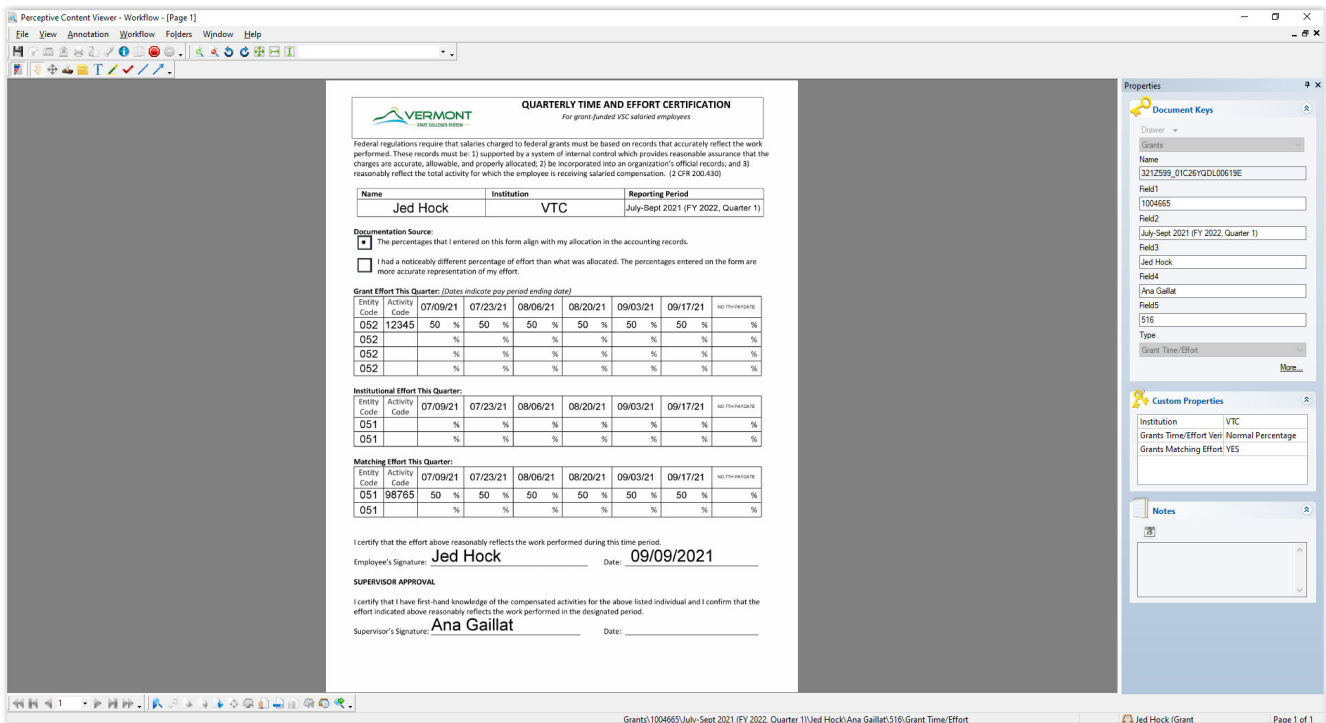 Perceptive Content Viewer - Workflow - [Page 1]
File View Annotation Workflow Folders Window Help
VERMONT
STATE COLLEGES SYSTEM
QUARTERLY TIME AND EFFORT CERTIFICATION
For grant-funded VSC salaried employees
Federal regulations require that salaries charged to federal grants must be based on records that accurately reflect the work
performed. These records must be: 1) supported by a system of internal control which provides reasonable assurance that the
charges are accurate, allowable, and properly allocated; 2) be incorporated into an organization's official records; and 3)
reasonably reflect the total activity for which the employee is receiving salaried compensation. (2 CFR 200.430)
Name Institution Reporting Period
Jed Hock VTC July-Sept 2021 (FY 2022, Quarter 1)
Documentation Source:
The percentages that I entered on this form align with my allocation in the accounting records.
I had a noticeably different percentage of effort than what was allocated. The percentages entered on the form are
more accurate representation of my effort.
Grant Effort This Quarter: (Dates indicate pay period ending date)
Entity Code Activity Code 07/09/21 07/23/21 08/06/21 08/20/21 09/03/21 09/17/21 NO 7TH PAYDATE
052 12345 50 % 50 % 50 % 50 % 50 % 50 % %
052 % % % % % % %
052 % % % % % % %
052 % % % % % % %
Institutional Effort This Quarter:
Entity Code Activity Code 07/09/21 07/23/21 08/06/21 08/20/21 09/03/21 09/17/21 NO 7TH PAYDATE
051 % % % % % % %
051 % % % % % % %
Matching Effort This Quarter:
Entity Code Activity Code 07/09/21 07/23/21 08/06/21 08/20/21 09/03/21 09/17/21 NO 7TH PAYDATE
051 98765 50 % 50 % 50 % 50 % 50 % 50 % %
051 % % % % % % %
I certify that the effort above reasonably reflects the work performed during this time period.
Employee's Signature: Jed Hock Date: 09/09/2021
SUPERVISOR APPROVAL
I certify that I have first-hand knowledge of the compensated activities for the above listed individual and I confirm that the
effort indicated above reasonably reflects the work performed in the designated period.
Supervisor's Signature: Ana Gaillat Date:
Properties
Document Keys
Drawer
Grants
Name
321Z599_01C26YQDL00619E
Field1
1004665
Field2
July-Sept 2021 (FY 2022, Quarter 1)
Field3
Jed Hock
Field4
Ana Gaillat
Field5
516
Type
Grant Time/Effort
More...
Custom Properties
Institution VTC
Grants Time/Effort Veri Normal Percentage
Grants Matching Effort YES
Notes
1
Grants\1004665\July-Sept 2021 (FY 2022, Quarter 1)\Jed Hock\Ana Gaillat\516\Grant Time/Effort
Jed Hock (Grant
Page 1 of 1